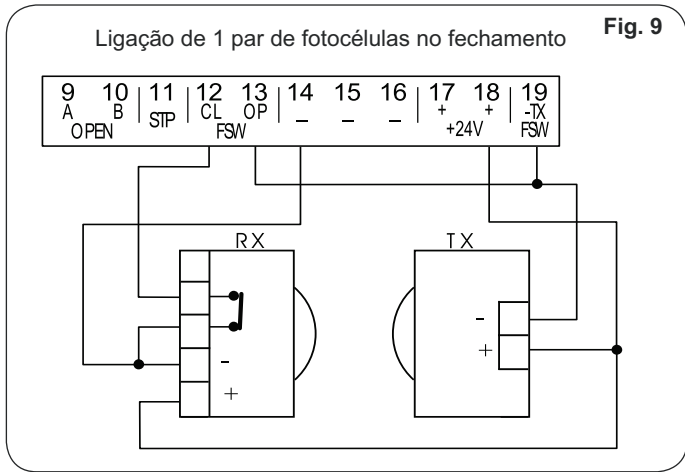 Fig. 9
Ligação de 1 par de fotocélulas no fechamento
9 10 11 12 13 14 15 16 17 18 19
A B STP CL OP _ _ _ + + -TX
OPEN FSW +24V FSW
RX TX
-
+
-
+